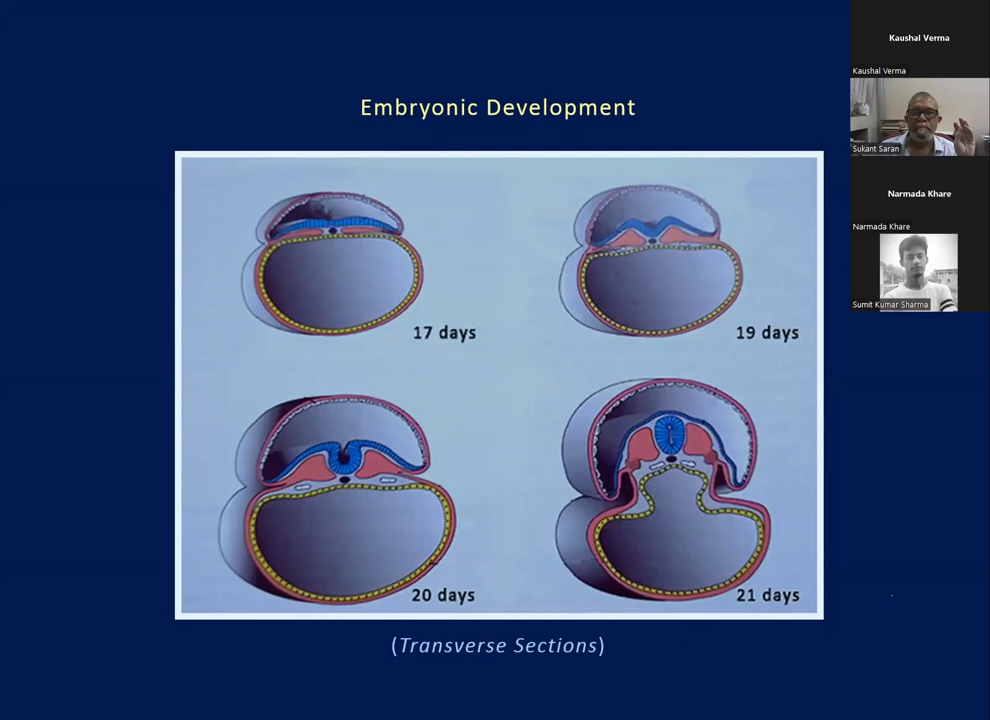 Embryonic Development
17 days
19 days
20 days
21 days
(Transverse Sections)
Kaushal Verma
Kaushal Verma
Sukant Saran
Narmada Khare
Narmada Khare
Sumit Kumar Sharma